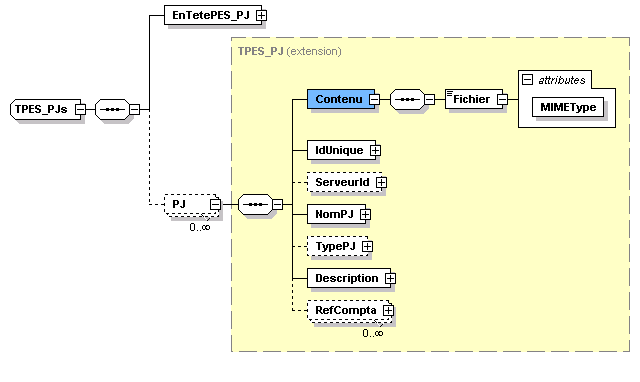 EnTetePES_PJ
TPES_PJ (extension)
attributes
TPES_PJs
Contenu
Fichier
MIMEType
IdUnique
ServeurId
PJ
0..∞
NomPJ
TypePJ
Description
RefCompta
0..∞